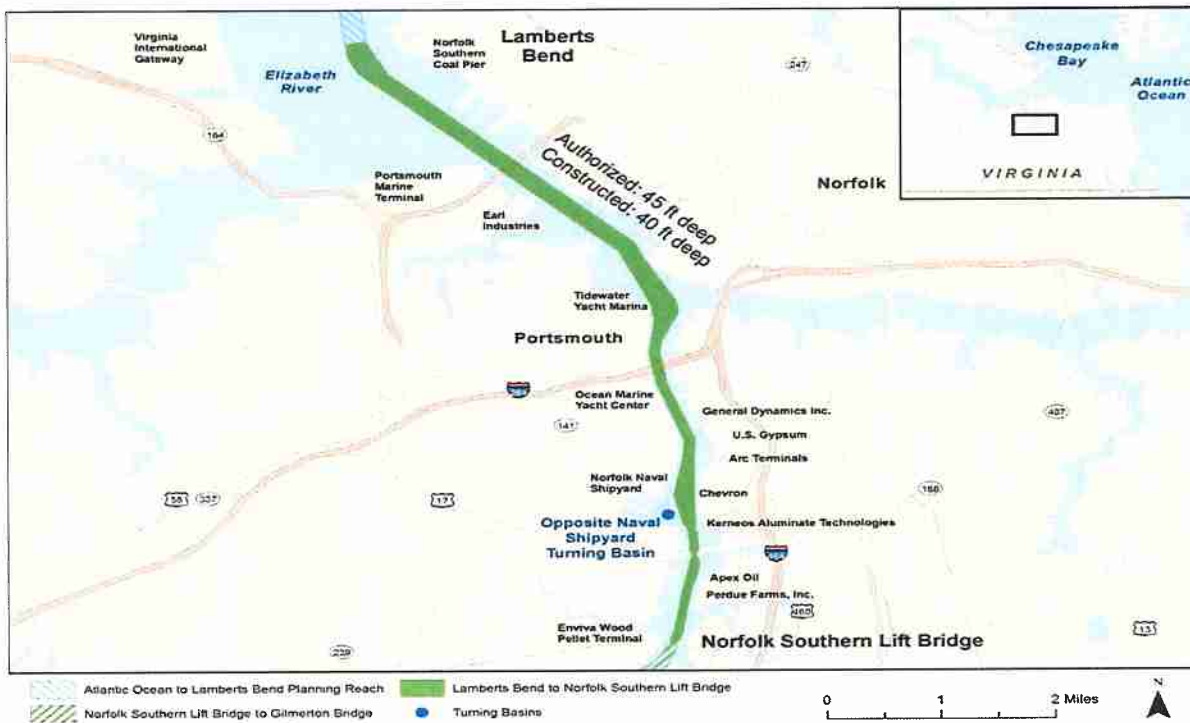 Virginia
International
Gateway
Elizabeth
River
Norfolk
Southern
Coal Pier
Lamberts
Bend
247
Chesapeake
Bay
Atlantic
Ocean
VIRGINIA
164
Portsmouth
Marine
Terminal
Earl
Industries
Authorized: 45 ft deep
Constructed: 40 ft deep
Norfolk
Tidewater
Yacht Marina
Portsmouth
Ocean Marine
Yacht Center
141
General Dynamics Inc.
U.S. Gypsum
Arc Terminals
407
58
337
17
Norfolk Naval
Shipyard
Chevron
168
Opposite Naval
Shipyard
Turning Basin
Kerneos Aluminate Technologies
Apex Oil
Perdue Farms, Inc.
460
Enviva Wood
Pellet Terminal
Norfolk Southern Lift Bridge
239
13
Atlantic Ocean to Lamberts Bend Planning Reach
Lamberts Bend to Norfolk Southern Lift Bridge
Norfolk Southern Lift Bridge to Gilmerton Bridge
Turning Basins
0 1 2 Miles
N